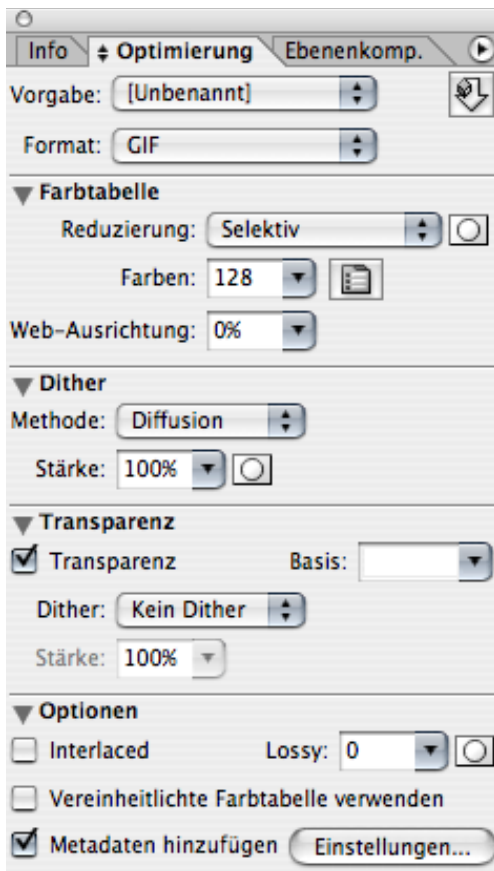 Info Optimierung Ebenenkomp.
Vorgabe: [Unbenannt]
Format: GIF
Farbtabelle
Reduzierung: Selektiv
Farben: 128
Web-Ausrichtung: 0%
Dither
Methode: Diffusion
Stärke: 100%
Transparenz
Transparenz Basis:
Dither: Kein Dither
Stärke: 100%
Optionen
Interlaced Lossy: 0
Vereinheitlichte Farbtabelle verwenden
Metadaten hinzufügen Einstellungen...